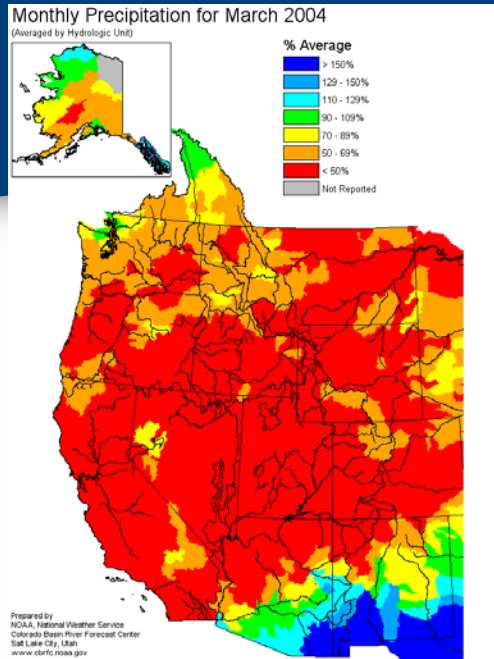 Monthly Precipitation for March 2004
(Averaged by Hydrologic Unit)
% Average
> 150%
129 - 150%
110 - 129%
90 - 109%
70 - 89%
50 - 69%
< 50%
Not Reported
Prepared by
NOAA, National Weather Service
Colorado Basin River Forecast Center
Salt Lake City, Utah
www.cbrfc.noaa.gov